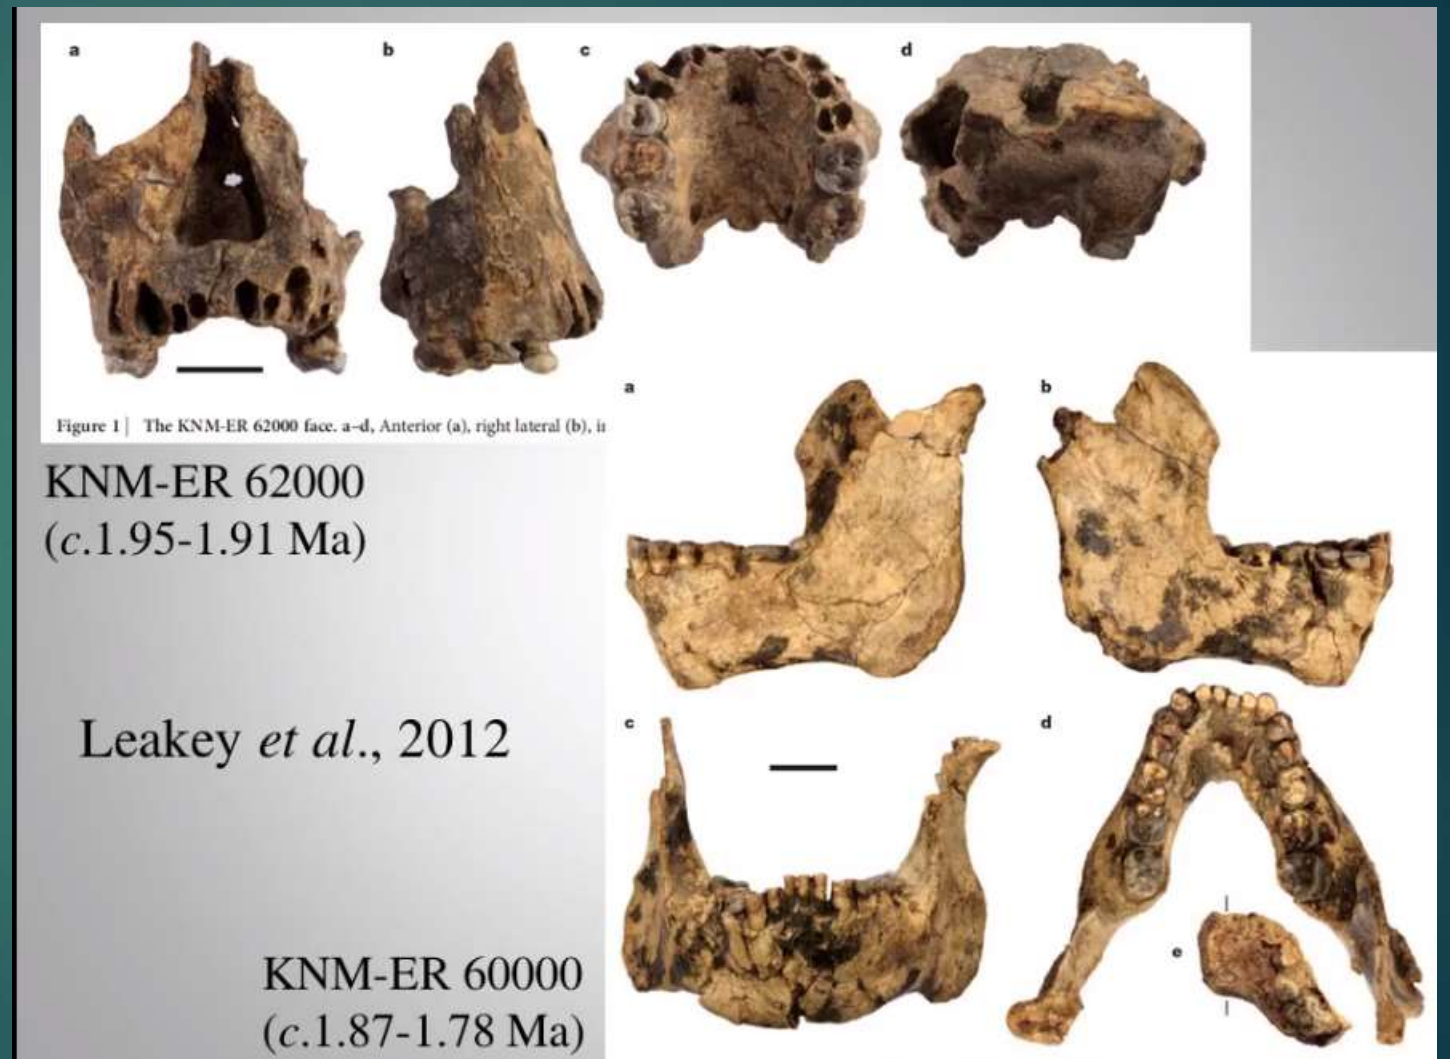 a b c d
Figure 1 | The KNM-ER 62000 face. a–d, Anterior (a), right lateral (b), in
KNM-ER 62000
(c.1.95-1.91 Ma)
Leakey et al., 2012
KNM-ER 60000
(c.1.87-1.78 Ma)
a b
c d
e